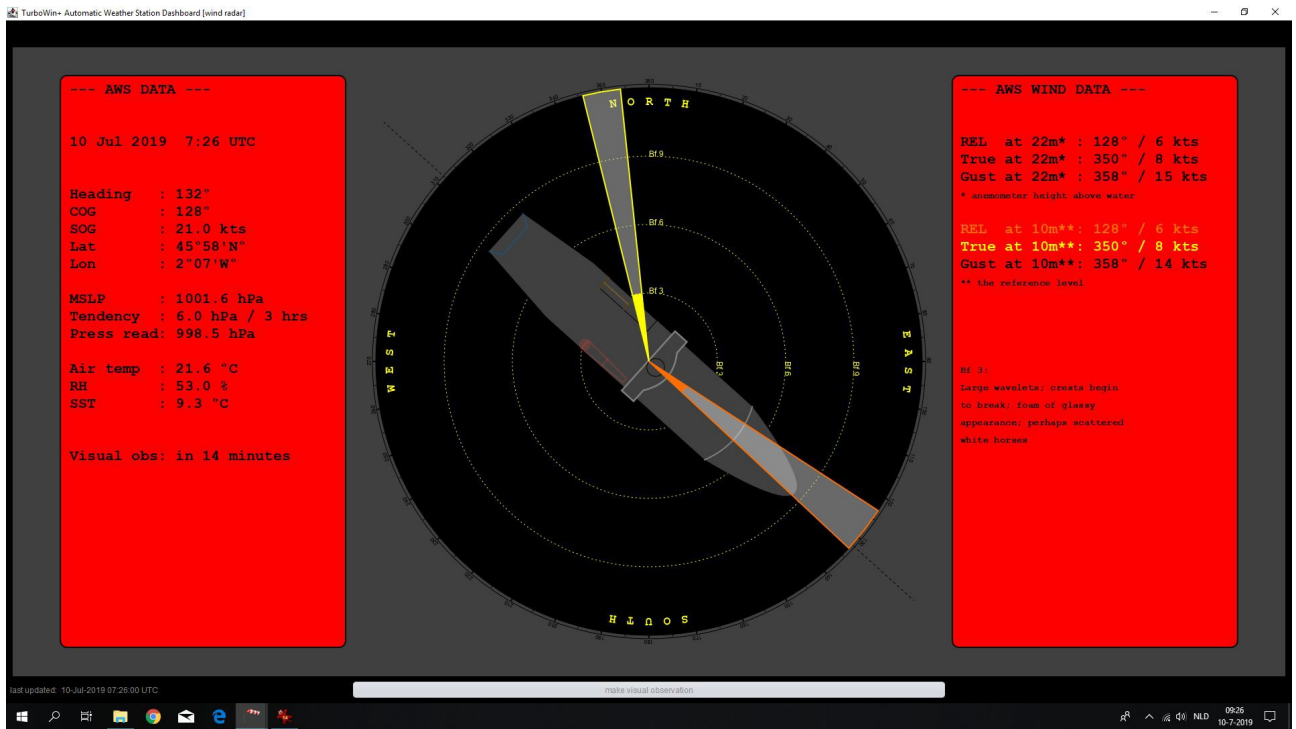 TurboWin+ Automatic Weather Station Dashboard [wind radar]
--- AWS DATA ---
10 Jul 2019 7:26 UTC
Heading : 132°
COG : 128°
SOG : 21.0 kts
Lat : 45°58'N°
Lon : 2°07'W°
MSLP : 1001.6 hPa
Tendency : 6.0 hPa / 3 hrs
Press read: 998.5 hPa
Air temp : 21.6 °C
RH : 53.0 %
SST : 9.3 °C
Visual obs: in 14 minutes
NORTH
Bf.9
Bf.6
Bf 3
WEST
Bf.3
Bf.6
Bf.9
EAST
SOUTH
--- AWS WIND DATA ---
REL at 22m* : 128° / 6 kts
True at 22m* : 350° / 8 kts
Gust at 22m* : 358° / 15 kts
* anemometer height above water
REL at 10m**: 128° / 6 kts
True at 10m**: 350° / 8 kts
Gust at 10m**: 358° / 14 kts
** the reference level
Bf 3:
Large wavelets; crests begin
to break; foam of glassy
appearance; perhaps scattered
white horses
last updated: 10-Jul-2019 07:26:00 UTC
make visual observation
NLD
09:26
10-7-2019